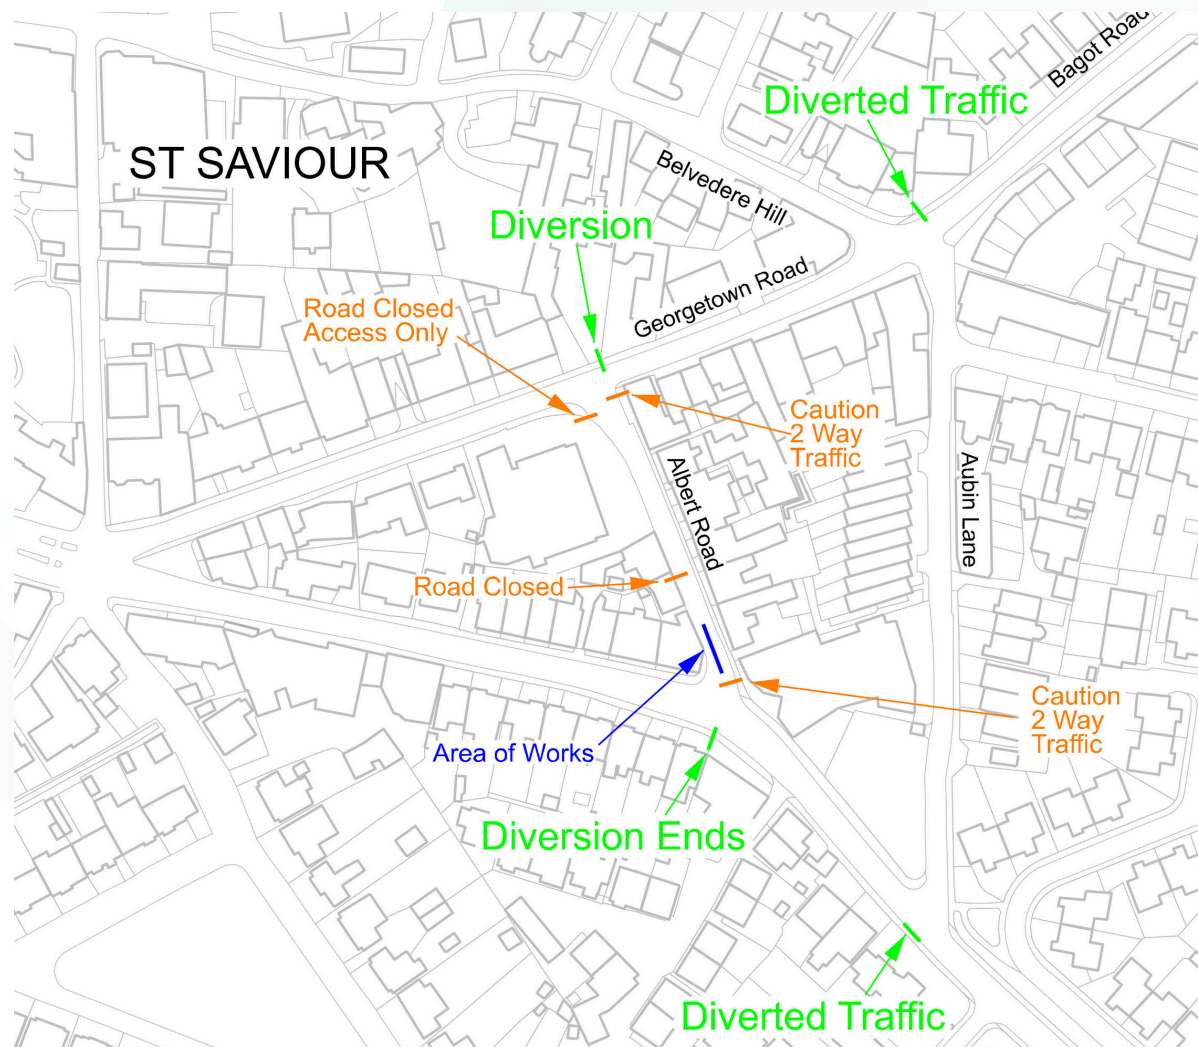 Bagot Road
Diverted Traffic
ST SAVIOUR
Belvedere Hill
Diversion
Georgetown Road
Road Closed
Access Only
Caution
2 Way
Traffic
Albert Road
Aubin Lane
Road Closed
Area of Works
Caution
2 Way
Traffic
Diversion Ends
Diverted Traffic